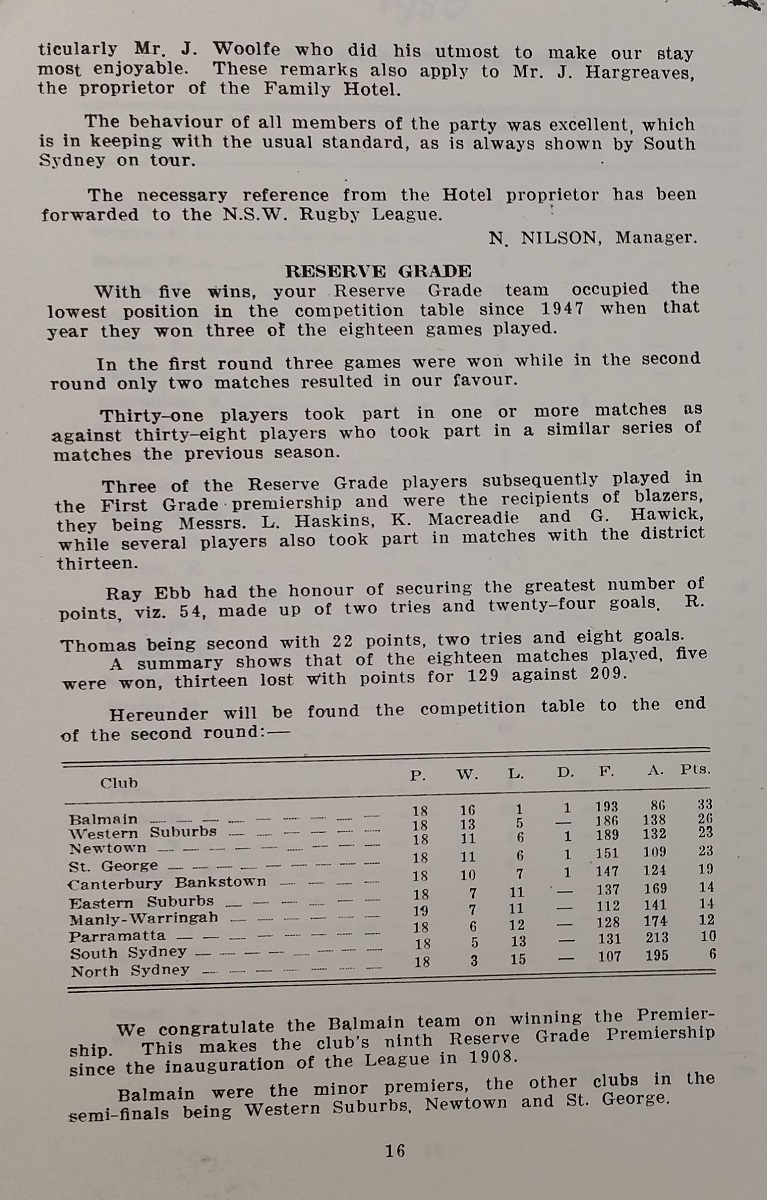 ticularly Mr. J. Woolfe who did his utmost to make our stay
most enjoyable. These remarks also apply to Mr. J. Hargreaves,
the proprietor of the Family Hotel.
The behaviour of all members of the party was excellent, which
is in keeping with the usual standard, as is always shown by South
Sydney on tour.
The necessary reference from the Hotel proprietor has been
forwarded to the N.S.W. Rugby League.
N. NILSON, Manager.
RESERVE GRADE
With five wins, your Reserve Grade team occupied the
lowest position in the competition table since 1947 when that
year they won three of the eighteen games played.
In the first round three games were won while in the second
round only two matches resulted in our favour.
Thirty-one players took part in one or more matches as
against thirty-eight players who took part in a similar series of
matches the previous season.
Three of the Reserve Grade players subsequently played in
the First Grade premiership and were the recipients of blazers,
they being Messrs. L. Haskins, K. Macreadie and G. Hawick,
while several players also took part in matches with the district
thirteen.
Ray Ebb had the honour of securing the greatest number of
points, viz. 54, made up of two tries and twenty-four goals. R.
Thomas being second with 22 points, two tries and eight goals.
A summary shows that of the eighteen matches played, five
were won, thirteen lost with points for 129 against 209.
Hereunder will be found the competition table to the end
of the second round:—
Club P. W. L. D. F. A. Pts.
Balmain 18 16 1 1 193 86 33
Western Suburbs 18 13 5 — 186 138 26
Newtown 18 11 6 1 189 132 23
St. George 18 11 6 1 151 109 23
Canterbury Bankstown 18 10 7 1 147 124 19
Eastern Suburbs 18 7 11 — 137 169 14
Manly-Warringah 19 7 11 — 112 141 14
Parramatta 18 6 12 — 128 174 12
South Sydney 18 5 13 — 131 213 10
North Sydney 18 3 15 — 107 195 6
We congratulate the Balmain team on winning the Premier-
ship. This makes the club's ninth Reserve Grade Premiership
since the inauguration of the League in 1908.
Balmain were the minor premiers, the other clubs in the
semi-finals being Western Suburbs, Newtown and St. George.
16